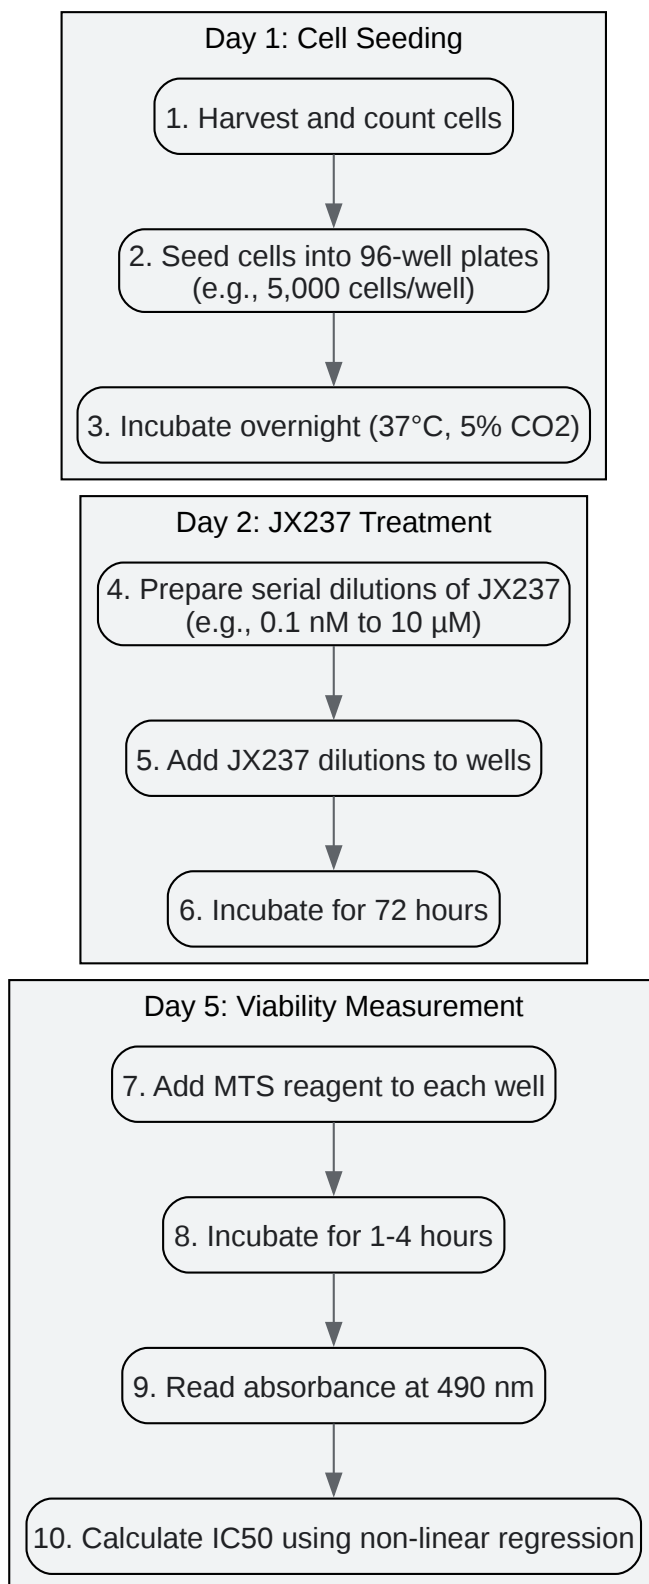 Day 1: Cell Seeding
1. Harvest and count cells
2. Seed cells into 96-well plates
(e.g., 5,000 cells/well)
3. Incubate overnight (37°C, 5% CO2)
Day 2: JX237 Treatment
4. Prepare serial dilutions of JX237
(e.g., 0.1 nM to 10 µM)
5. Add JX237 dilutions to wells
6. Incubate for 72 hours
Day 5: Viability Measurement
7. Add MTS reagent to each well
8. Incubate for 1-4 hours
9. Read absorbance at 490 nm
10. Calculate IC50 using non-linear regression